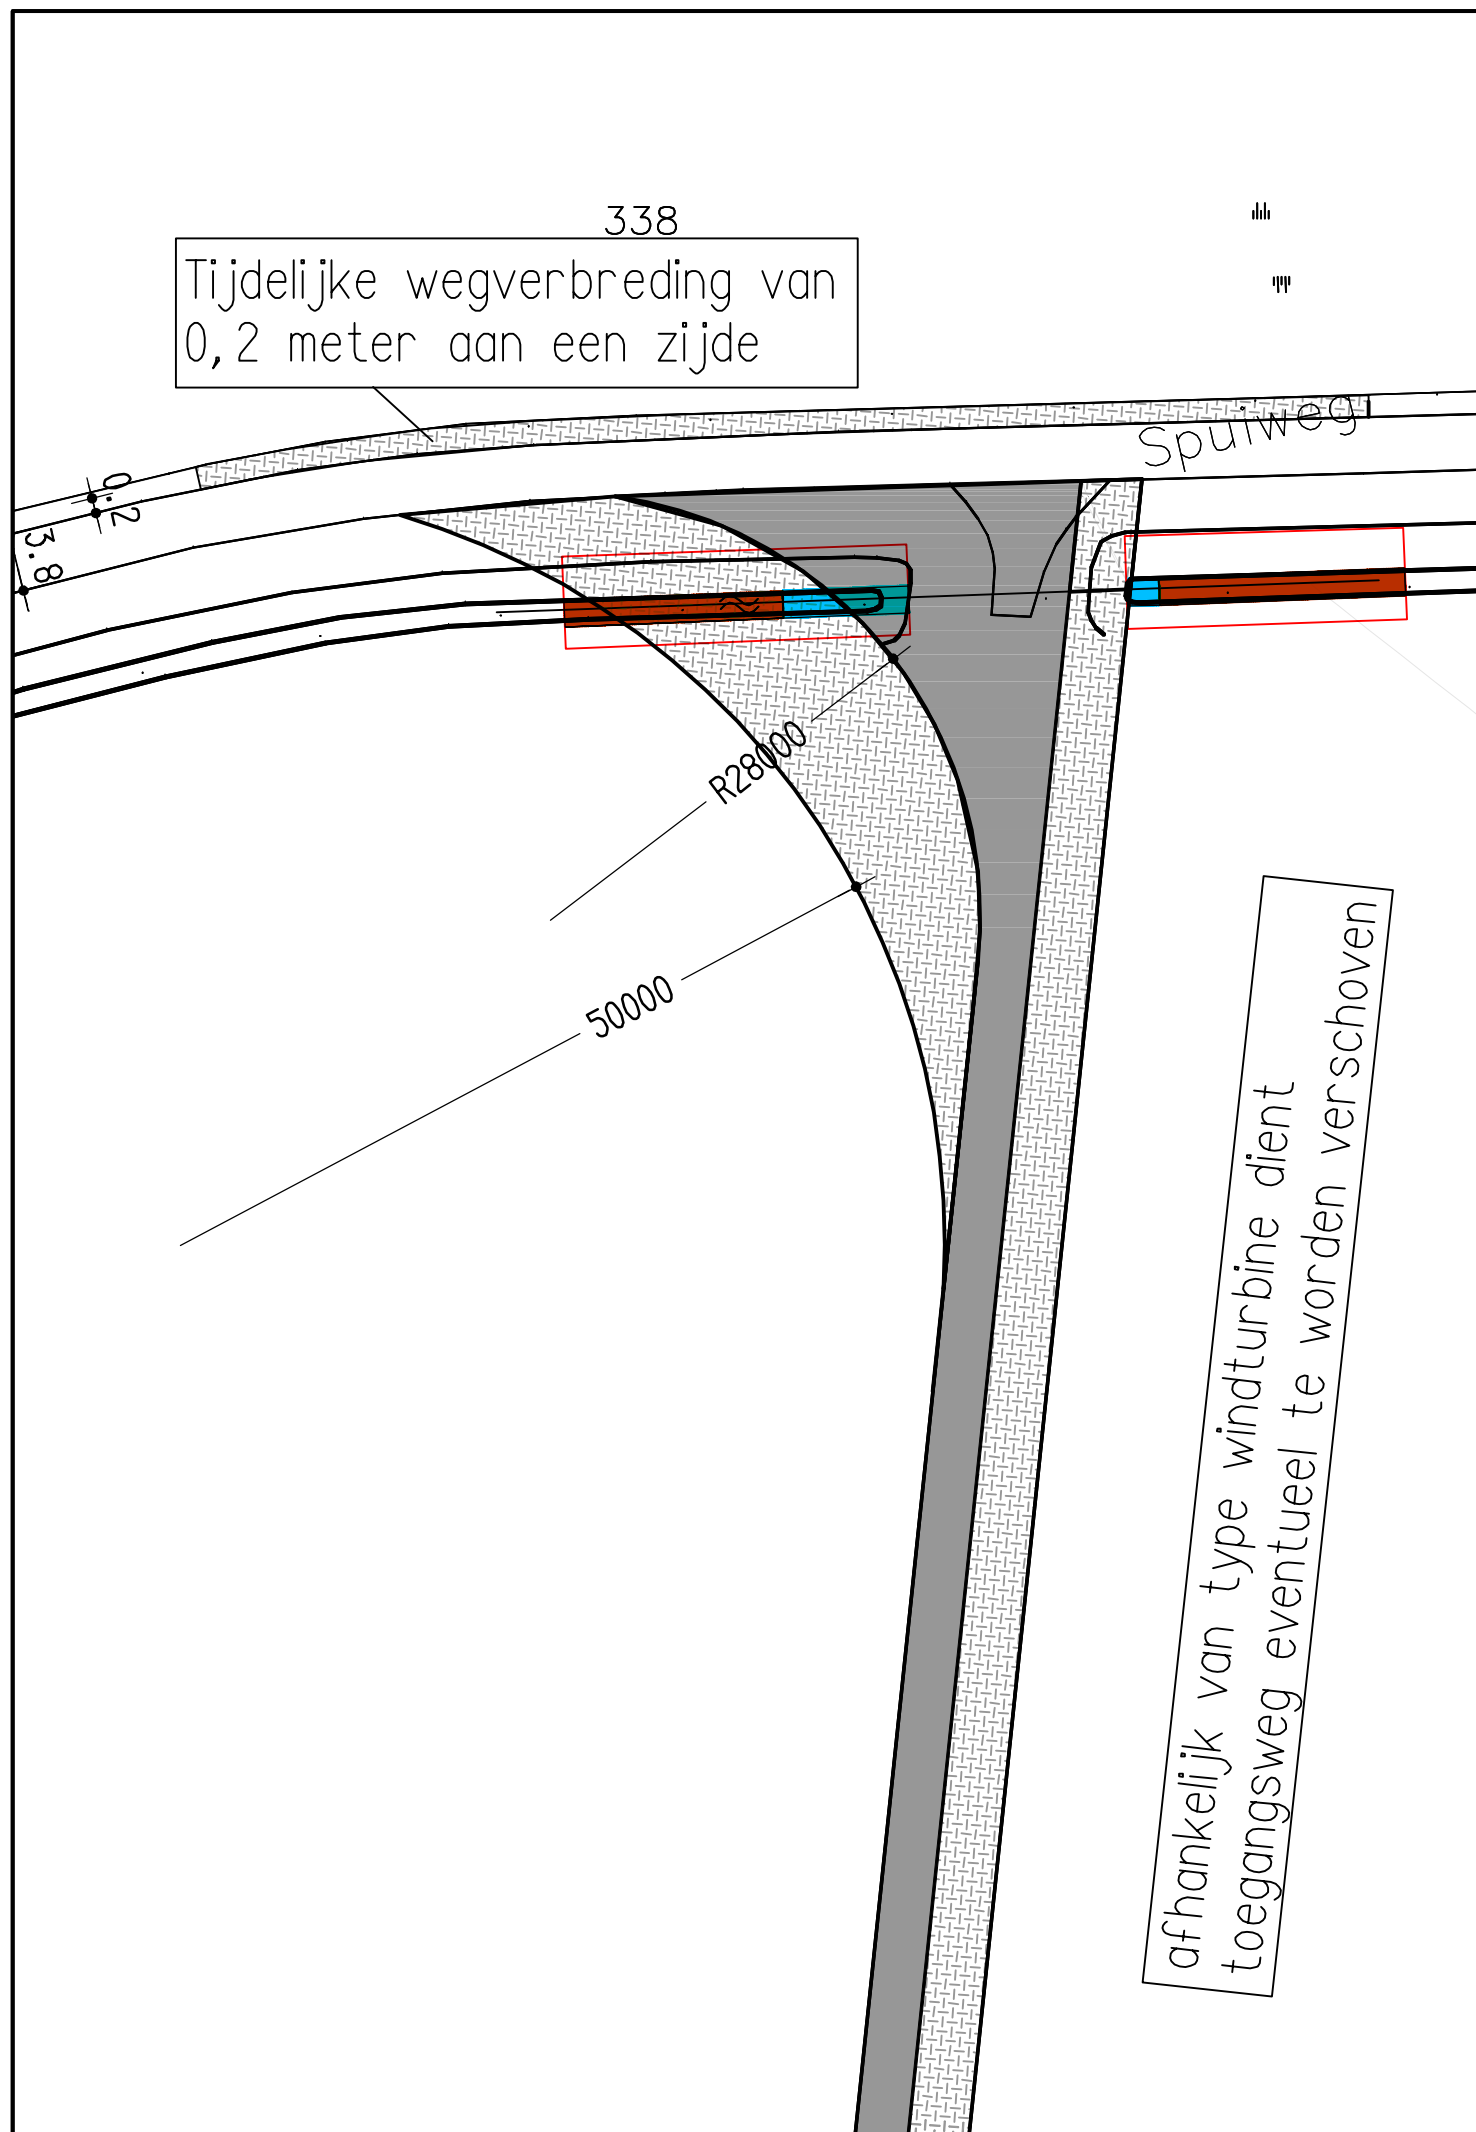 338
Tijdelijke wegverbreding van
0,2 meter aan een zijde
Spuiweg
0.2
3.8
R28000
50000
afhankelijk van type windturbine dient
toegangsweg eventueel te worden verschoven